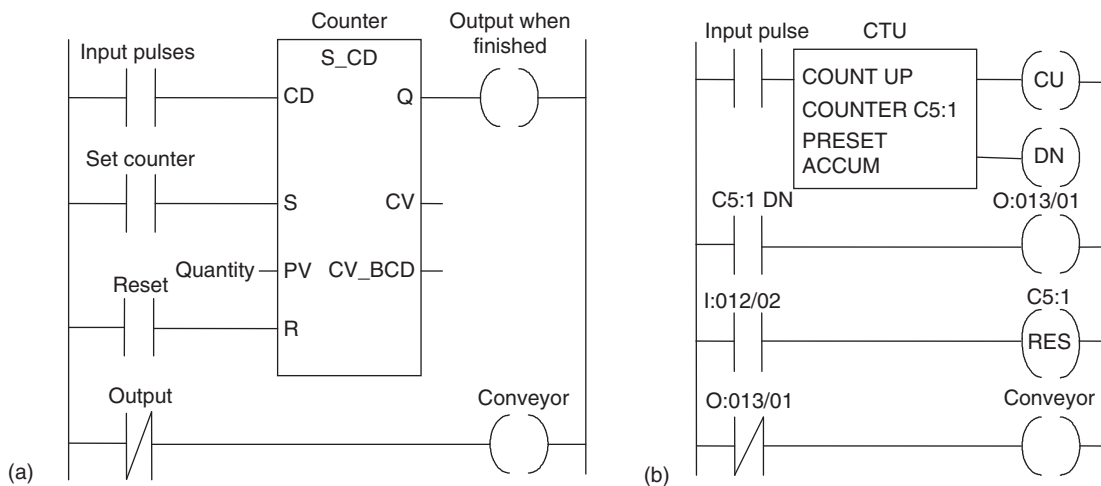 Counter
Output when
finished
Input pulses
S_CD
CD
Q
Set counter
S
CV
Quantity
PV
CV_BCD
Reset
R
Output
Conveyor
(a)
Input pulse
CTU
COUNT UP
CU
COUNTER C5:1
PRESET
DN
ACCUM
C5:1 DN
O:013/01
I:012/02
C5:1
RES
O:013/01
Conveyor
(b)